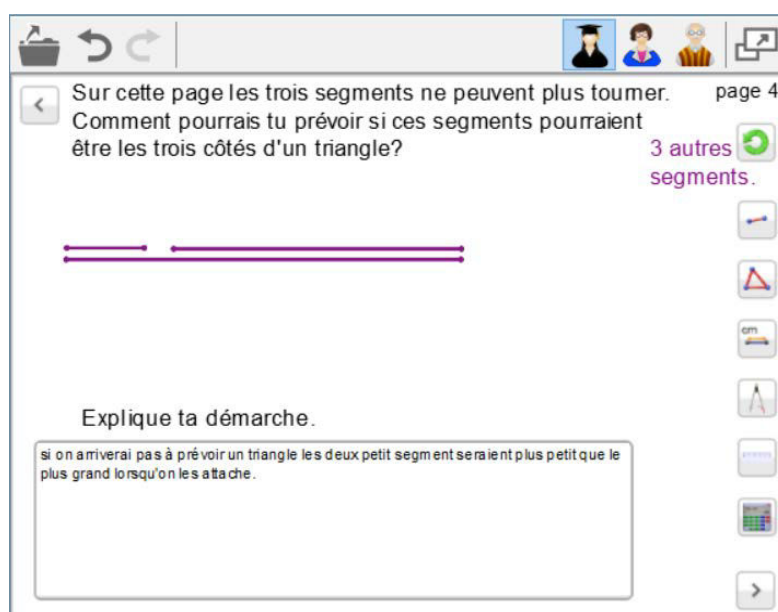 Sur cette page les trois segments ne peuvent plus tourner.
page 4
Comment pourrais tu prévoir si ces segments pourraient
être les trois côtés d'un triangle?
3 autres
segments.
cm
Explique ta démarche.
si on arriverai pas à prévoir un triangle les deux petit segment seraient plus petit que le
plus grand lorsqu'on les attache.